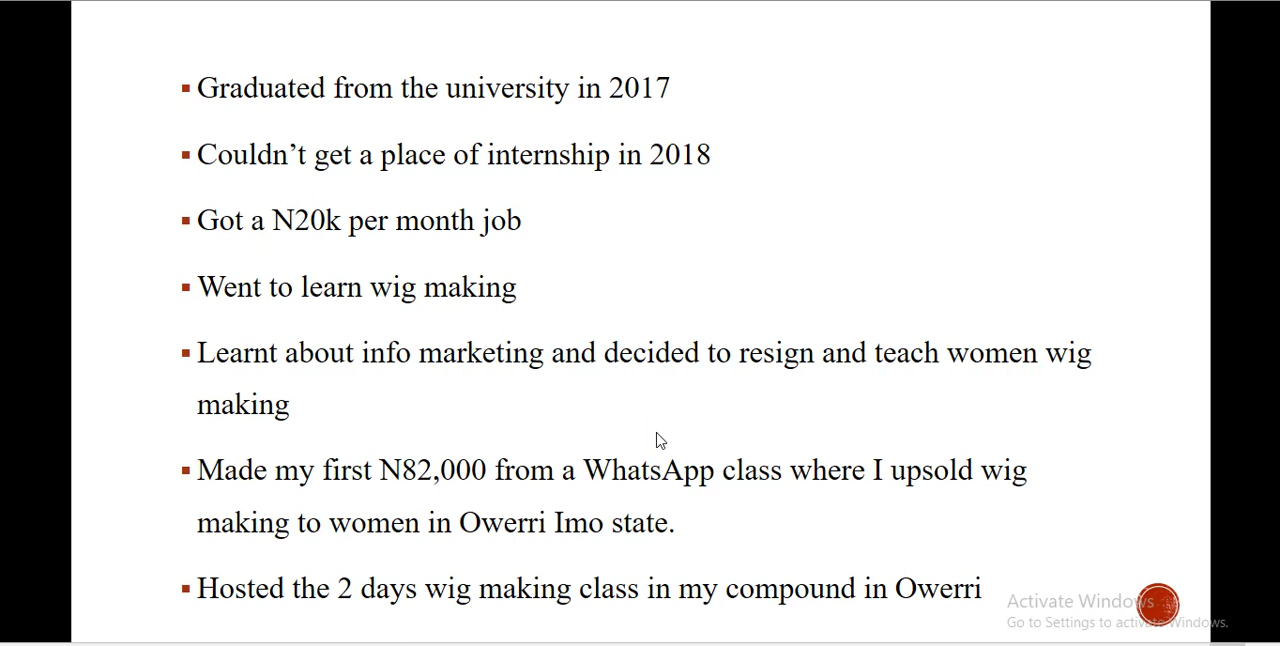 Graduated from the university in 2017
Couldn’t get a place of internship in 2018
Got a N20k per month job
Went to learn wig making
Learnt about info marketing and decided to resign and teach women wig
making
Made my first N82,000 from a WhatsApp class where I upsold wig
making to women in Owerri Imo state.
Hosted the 2 days wig making class in my compound in Owerri
Activate Windows
Go to Settings to activate Windows.